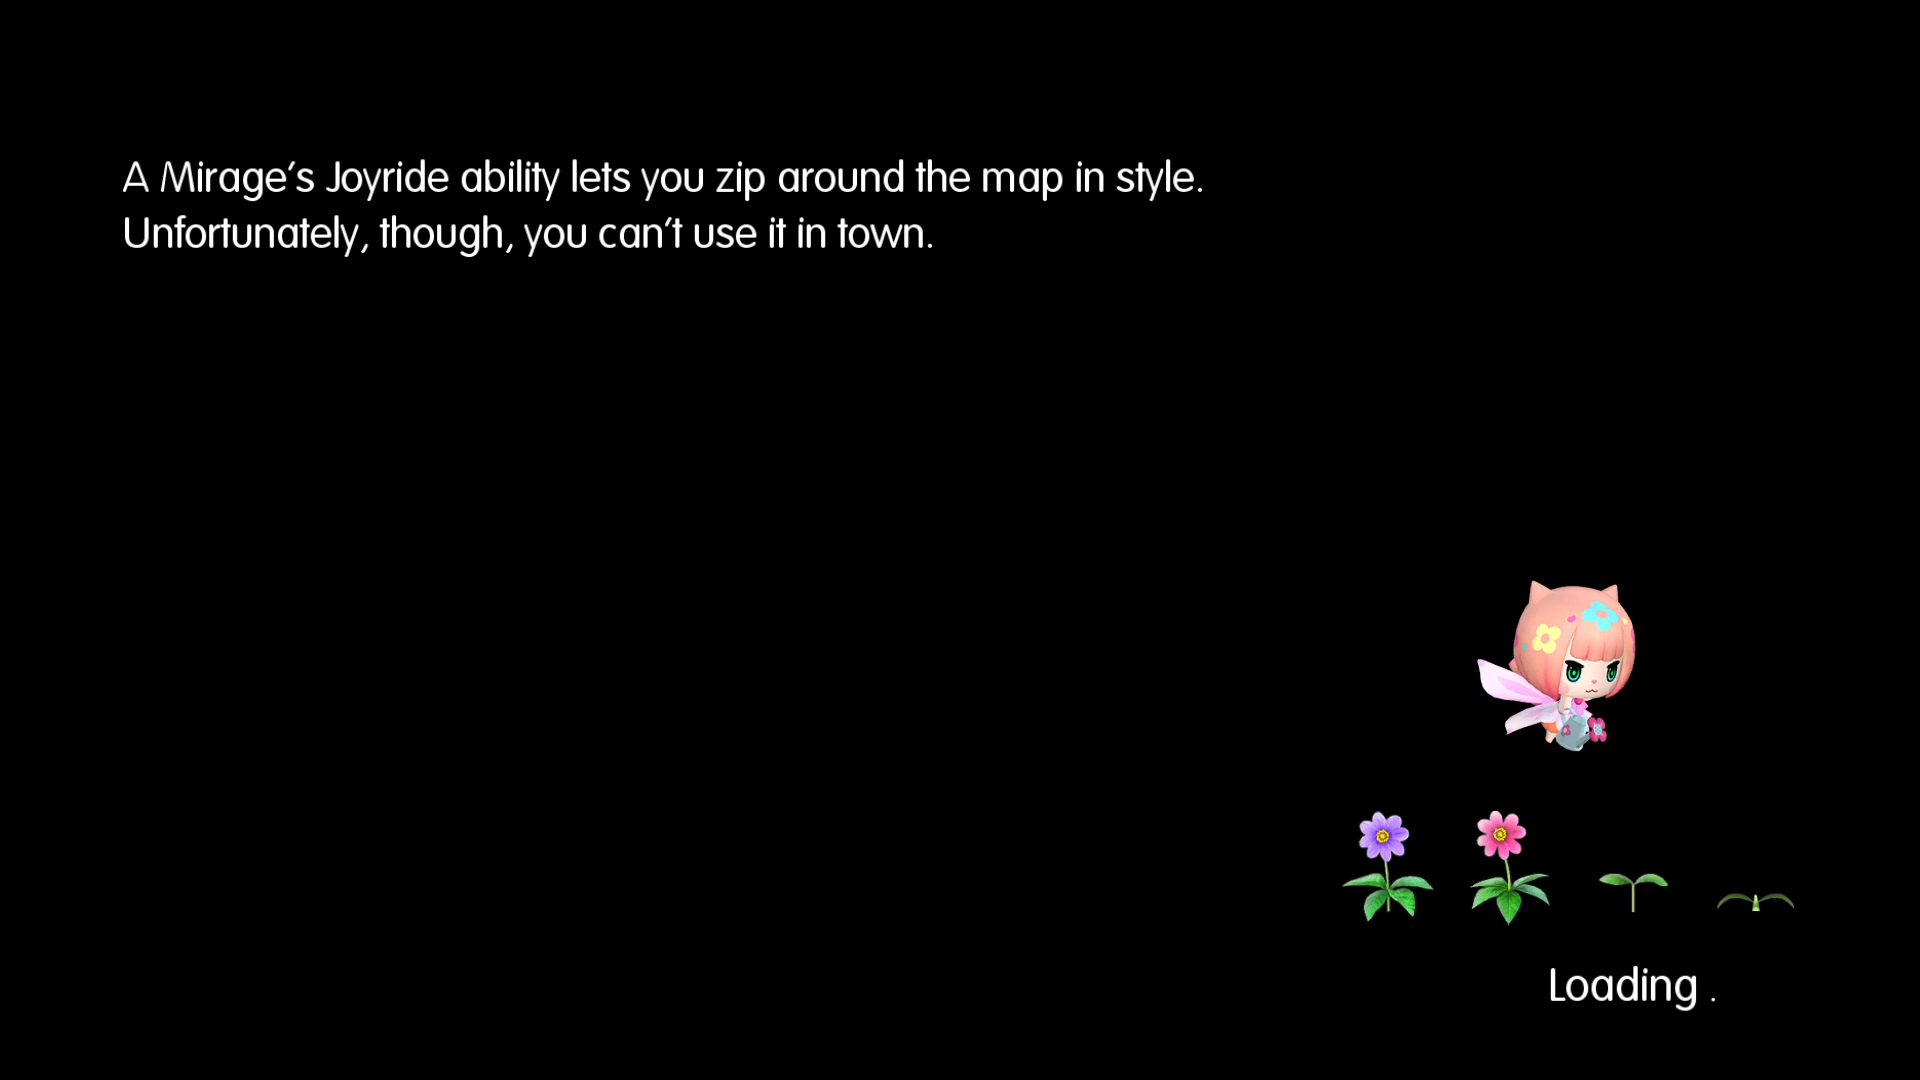 A Mirage's Joyride ability lets you zip around the map in style.
Unfortunately, though, you can't use it in town.
Loading .